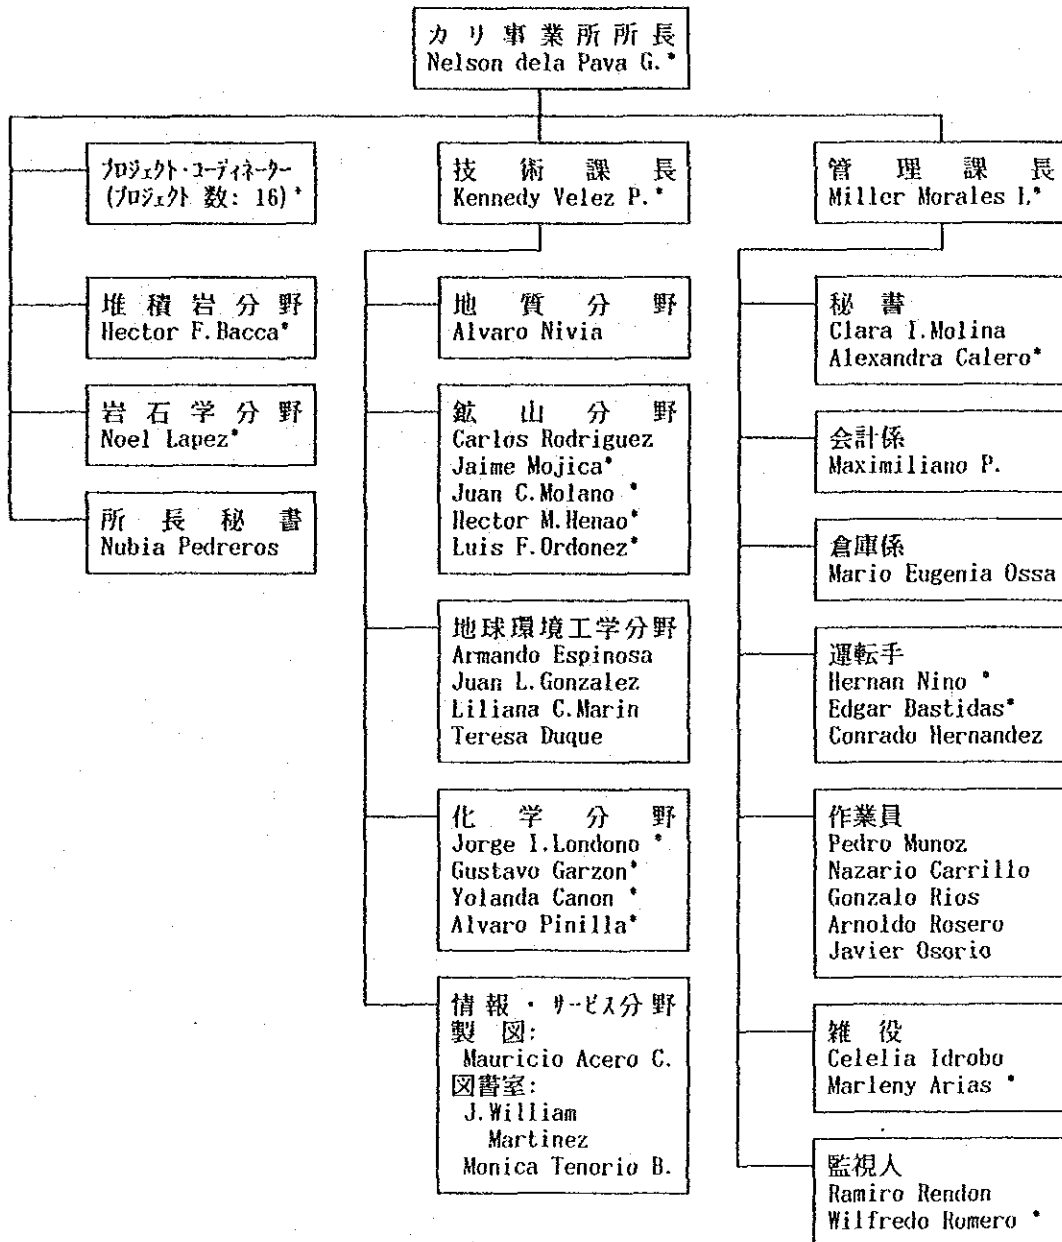 カリ事業所所長
Nelson dela Pava G.*
プロジェクト・コーディネーター
(プロジェクト 数: 16)*
堆積岩分野
Hector F.Bacca*
岩石学分野
Noel Lapez*
所長秘書
Nubia Pedreros
技術課長
Kennedy Velez P.*
地質分野
Alvaro Nivia
鉱山分野
Carlos Rodriguez
Jaime Mojica*
Juan C.Molano *
Hector M.Henao*
Luis F.Ordonez*
地球環境工学分野
Armando Espinosa
Juan L.Gonzalez
Liliana C.Marin
Teresa Duque
化学分野
Jorge I.Londono *
Gustavo Garzon*
Yolanda Canon *
Alvaro Pinilla*
情報・サービス分野
製図:
Mauricio Acero C.
図書室:
J.William
Martinez
Monica Tenorio B.
管理課長
Miller Morales I.*
秘書
Clara I.Molina
Alexandra Calero*
会計係
Maximiliano P.
倉庫係
Mario Eugenia Ossa
運転手
Hernan Nino *
Edgar Bastidas*
Conrado Hernandez
作業員
Pedro Munoz
Nazario Carrillo
Gonzalo Rios
Arnoldo Rosero
Javier Osorio
雑役
Celelia Idrobo
Marleny Arias *
監視人
Ramiro Rendon
Wilfredo Romero *